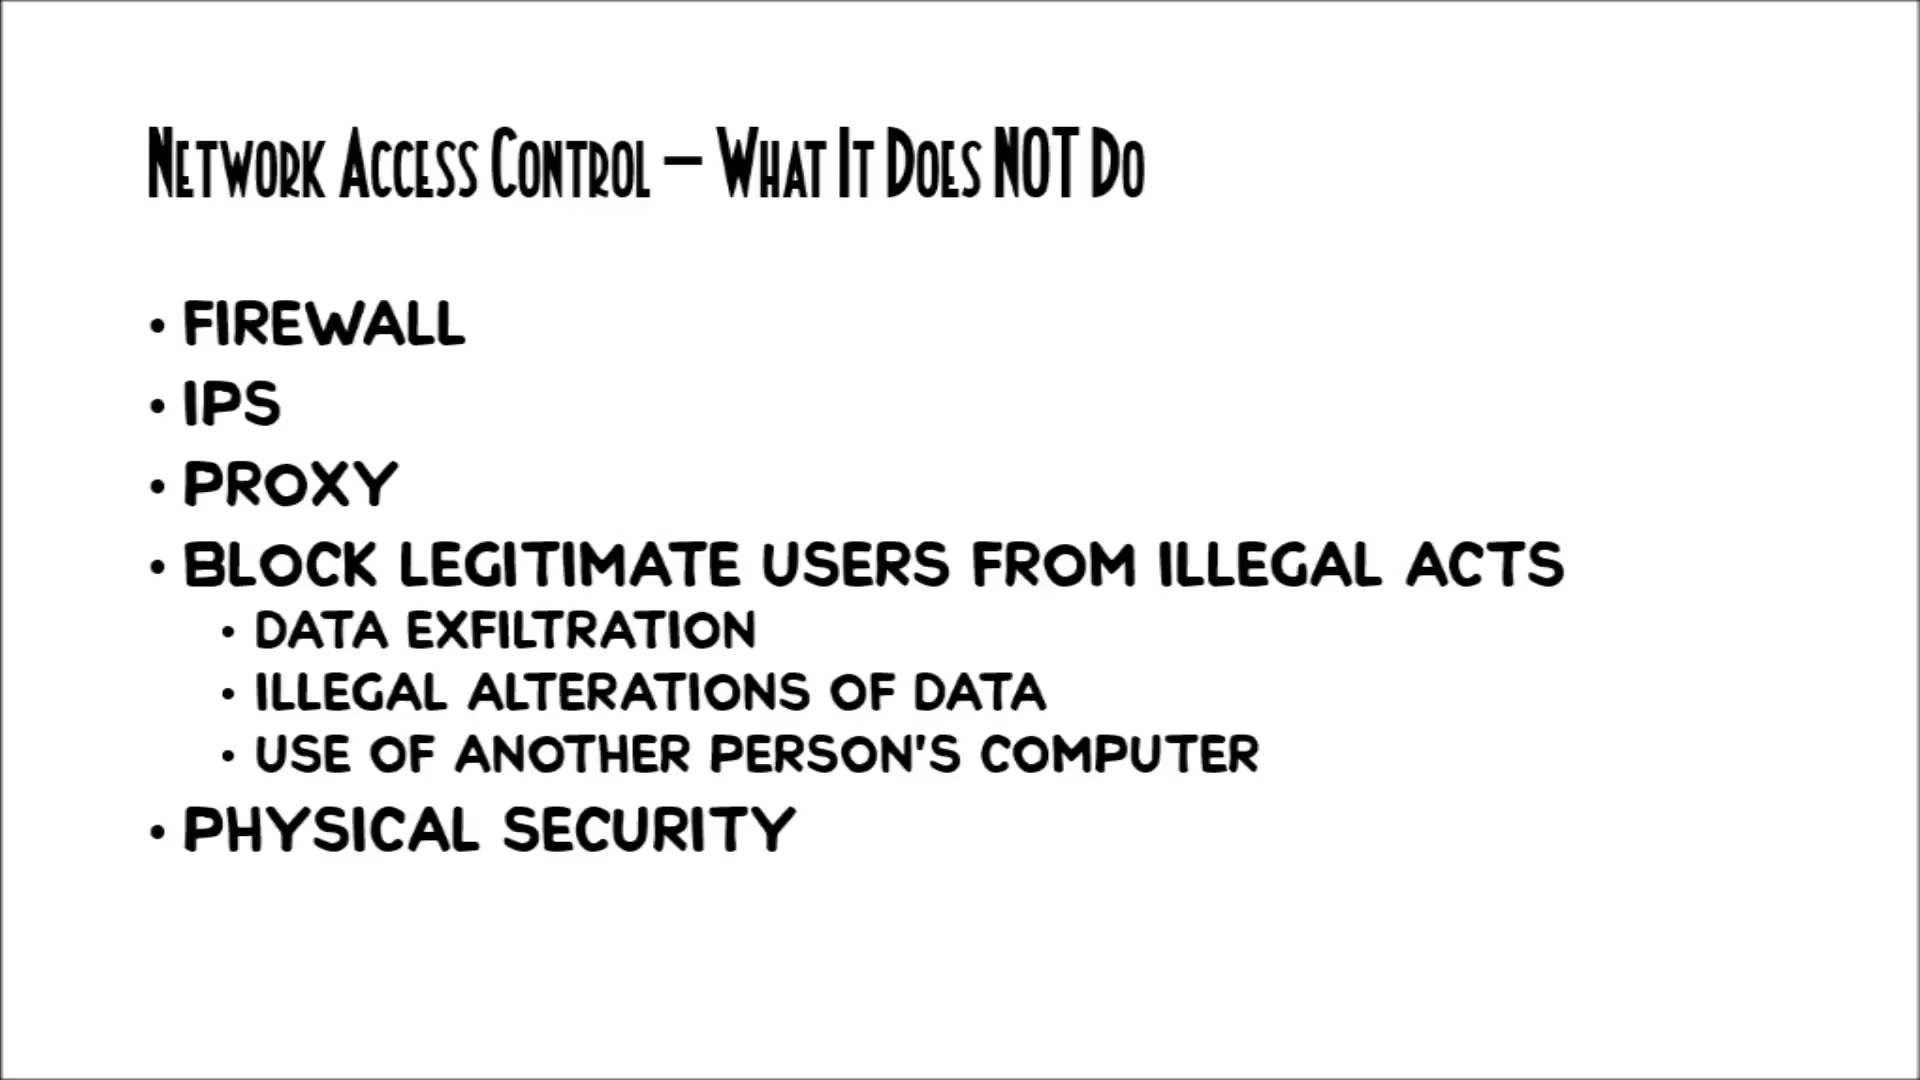 Network Access Control – What It Does NOT Do
• FIREWALL
• IPS
• PROXY
• BLOCK LEGITIMATE USERS FROM ILLEGAL ACTS
• DATA EXFILTRATION
• ILLEGAL ALTERATIONS OF DATA
• USE OF ANOTHER PERSON'S COMPUTER
• PHYSICAL SECURITY